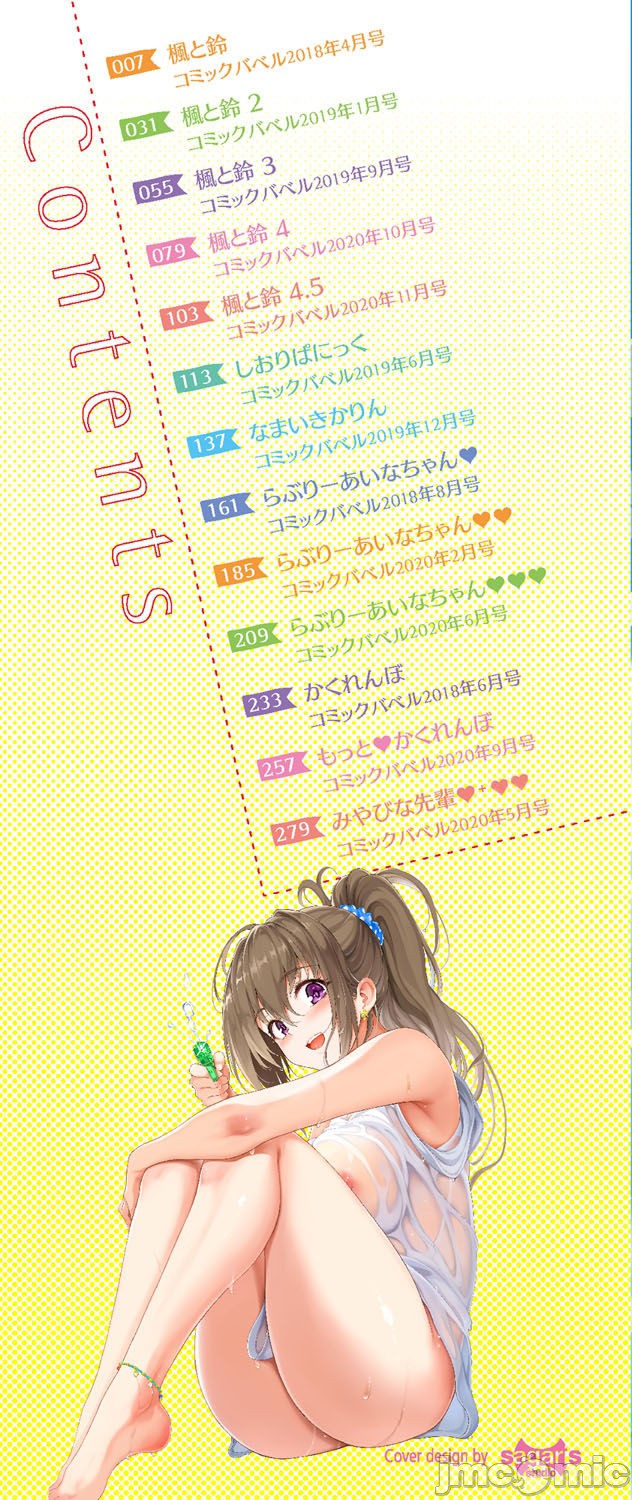 Contents
007 楓と鈴
コミックバベル2018年4月号
031 楓と鈴 2
コミックバベル2019年1月号
055 楓と鈴 3
コミックバベル2019年9月号
079 楓と鈴 4
コミックバベル2020年10月号
103 楓と鈴 4.5
コミックバベル2020年11月号
113 しおりぱにっく
コミックバベル2019年6月号
137 なまいきかりん
コミックバベル2019年12月号
161 らぶりーあいなちゃん♥
コミックバベル2018年8月号
185 らぶりーあいなちゃん♥♥
コミックバベル2020年2月号
209 らぶりーあいなちゃん♥♥♥
コミックバベル2020年6月号
233 かくれんぼ
コミックバベル2018年6月号
257 もっと♥かくれんぼ
コミックバベル2020年9月号
279 みやびな先輩♥+♥♥
コミックバベル2020年5月号
Cover design by sagaris
studio
jmcomic